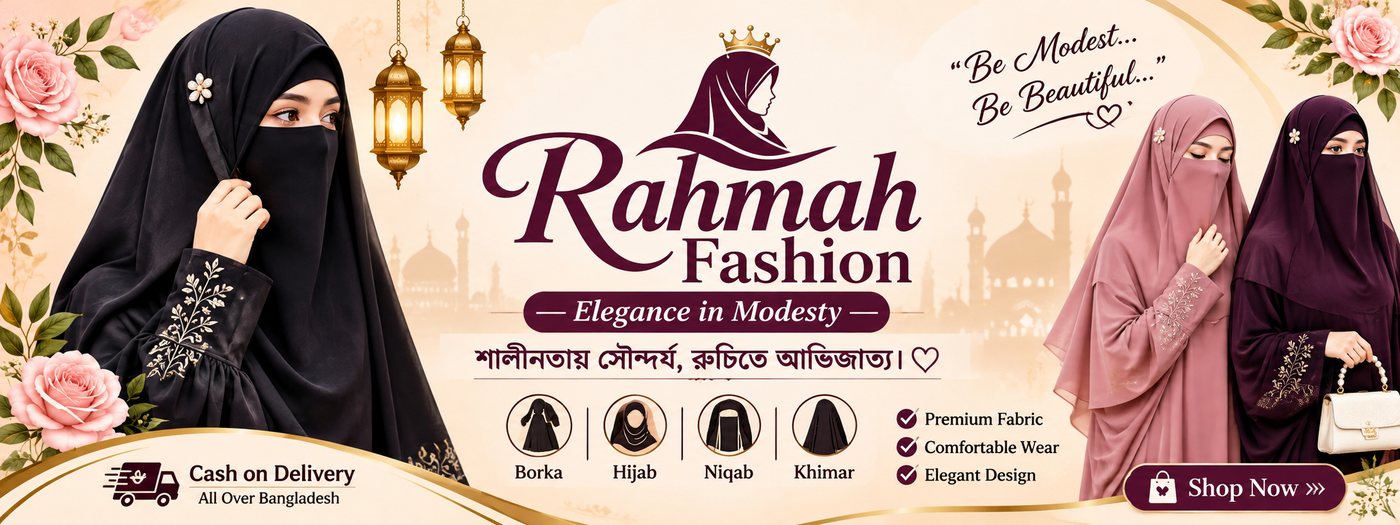 "Be Modest...
Be Beautiful..."
Rahmah
Fashion
— Elegance in Modesty —
শালীনতায় সৌন্দর্য, রুচিতে আভিজাত্য। ♡
Borka
Hijab
Niqab
Khimar
Premium Fabric
Comfortable Wear
Elegant Design
Cash on Delivery
All Over Bangladesh
Shop Now »›